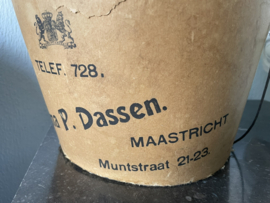 TELEF. 728.
a P. Dassen.
MAASTRICHT
Muntstraat 21-23